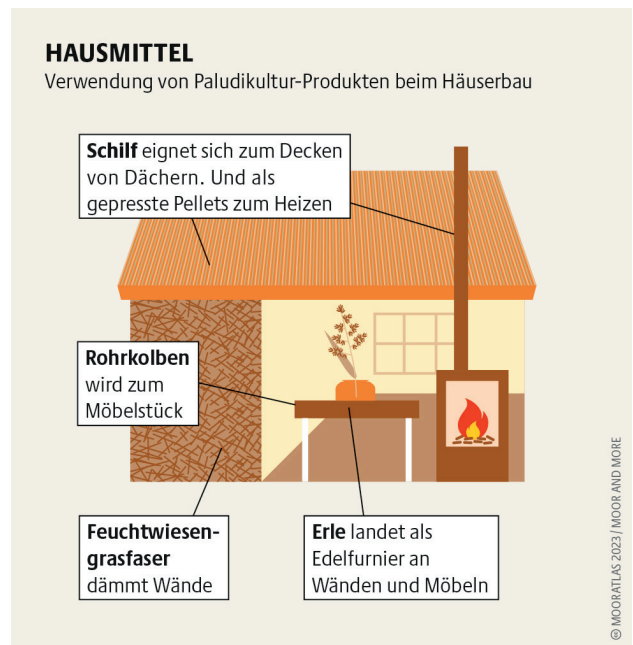 HAUSMITTEL
Verwendung von Paludikultur-Produkten beim Häuserbau
Schilf eignet sich zum Decken
von Dächern. Und als
gepresste Pellets zum Heizen
Rohrkolben
wird zum
Möbelstück
Feuchtwiesen-
grasfaser
dämmt Wände
Erle landet als
Edelfurnier an
Wänden und Möbeln
MOORATLAS 2023 / MOOR AND MORE